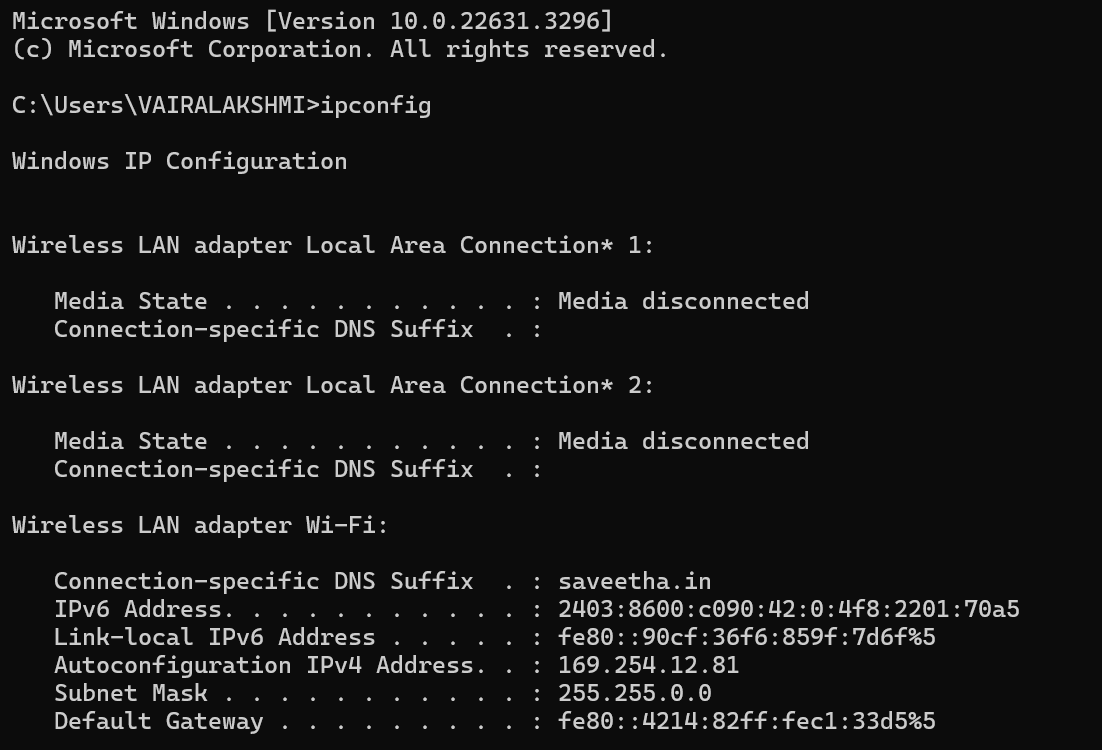 Microsoft Windows [Version 10.0.22631.3296]
(c) Microsoft Corporation. All rights reserved.
C:\Users\VAIRALAKSHMI>ipconfig
Windows IP Configuration
Wireless LAN adapter Local Area Connection* 1:
   Media State . . . . . . . . . . . : Media disconnected
   Connection-specific DNS Suffix  . :
Wireless LAN adapter Local Area Connection* 2:
   Media State . . . . . . . . . . . : Media disconnected
   Connection-specific DNS Suffix  . :
Wireless LAN adapter Wi-Fi:
   Connection-specific DNS Suffix  . : saveetha.in
   IPv6 Address. . . . . . . . . . . : 2403:8600:c090:42:0:4f8:2201:70a5
   Link-local IPv6 Address . . . . . : fe80::90cf:36f6:859f:7d6f%5
   Autoconfiguration IPv4 Address. . : 169.254.12.81
   Subnet Mask . . . . . . . . . . . : 255.255.0.0
   Default Gateway . . . . . . . . . : fe80::4214:82ff:fec1:33d5%5